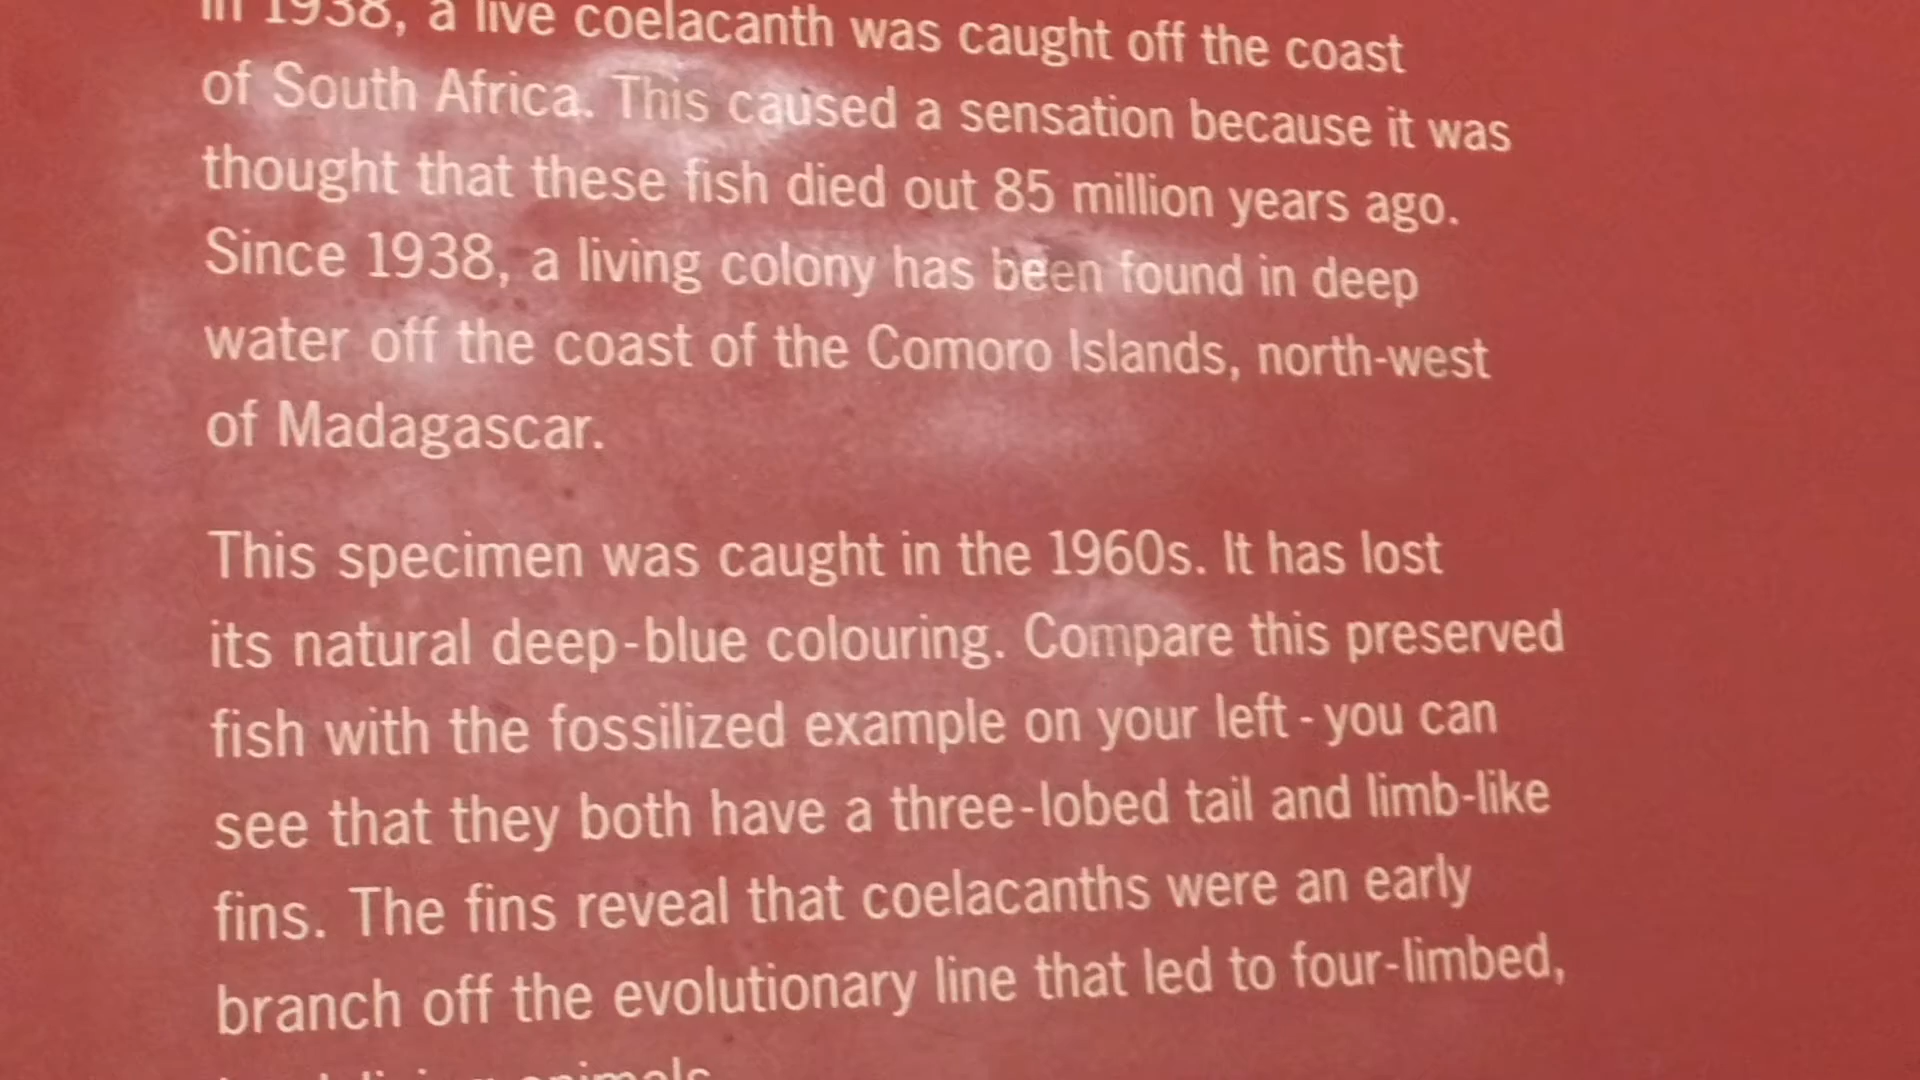 In 1938, a live coelacanth was caught off the coast
of South Africa. This caused a sensation because it was
thought that these fish died out 85 million years ago.
Since 1938, a living colony has been found in deep
water off the coast of the Comoro Islands, north-west
of Madagascar.
This specimen was caught in the 1960s. It has lost
its natural deep-blue colouring. Compare this preserved
fish with the fossilized example on your left - you can
see that they both have a three-lobed tail and limb-like
fins. The fins reveal that coelacanths were an early
branch off the evolutionary line that led to four-limbed,
animals